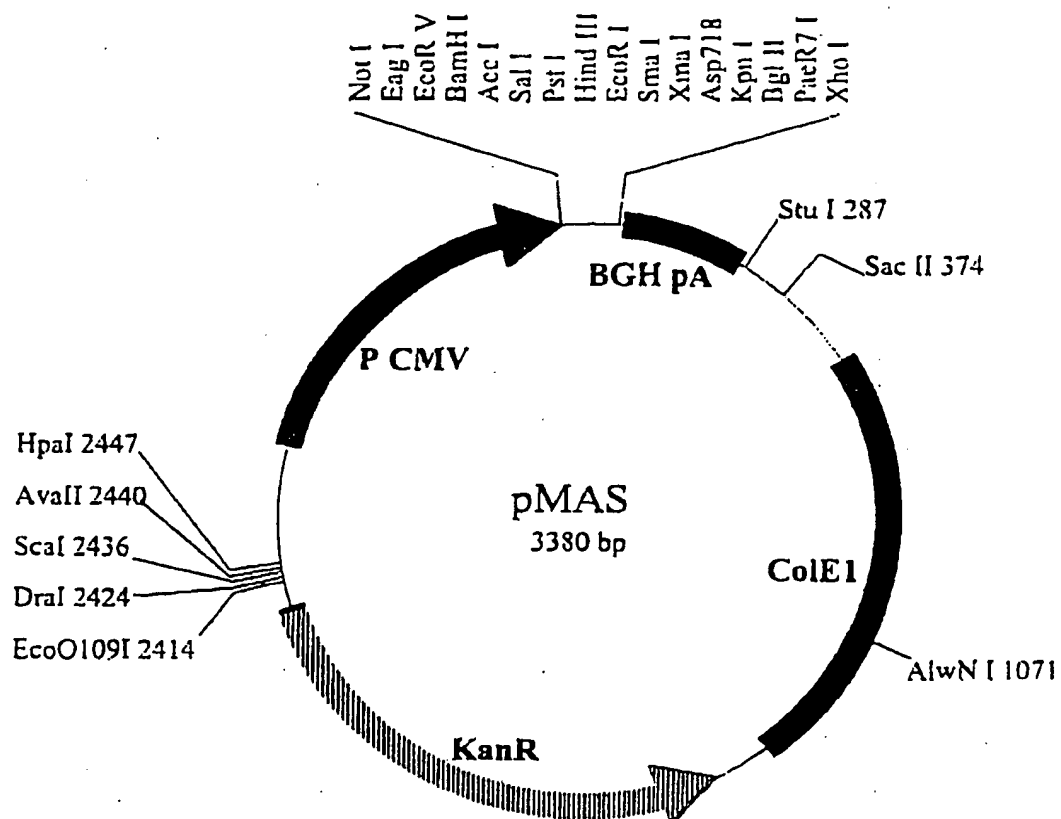 Not I
Eag I
EcoR V
BamH I
Acc I
Sal I
Pst I
Hind III
EcoR I
Sma I
Xma I
Asp718
Kpn I
Bgl II
PaeR7 I
Xho I
Stu I 287
Sac II 374
BGH pA
P CMV
HpaI 2447
AvaII 2440
ScaI 2436
DraI 2424
EcoO109I 2414
pMAS
3380 bp
ColE1
AlwN I 1071
KanR